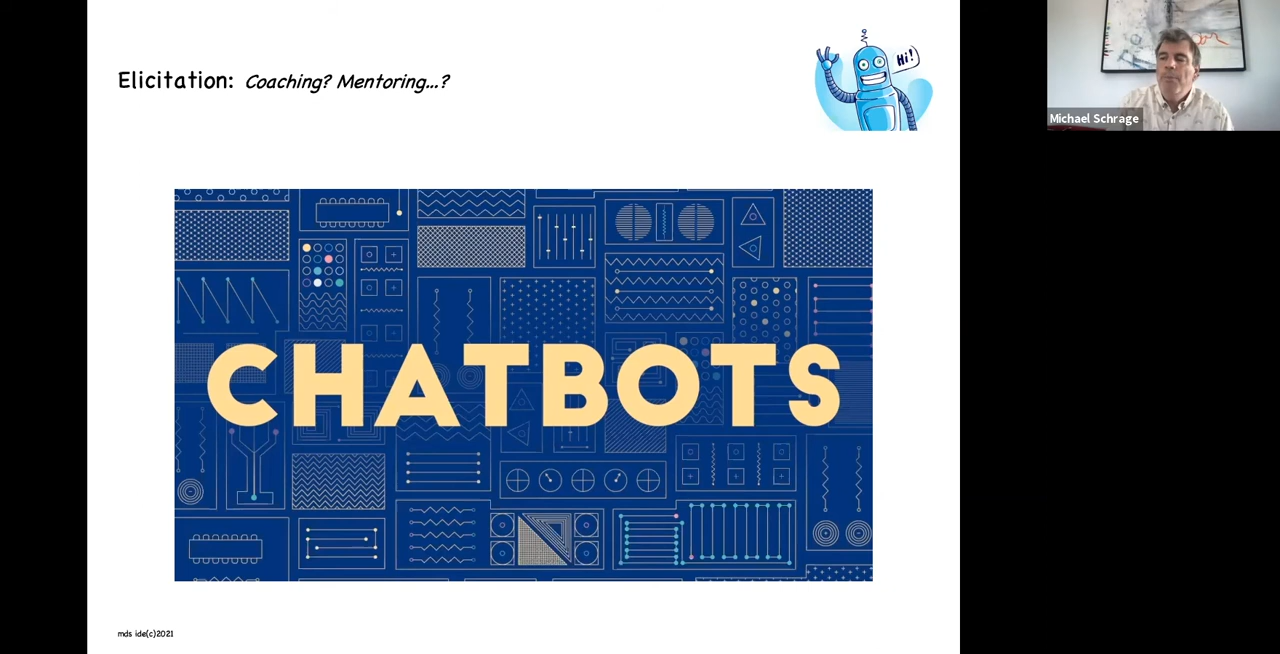 Elicitation: Coaching? Mentoring...?
Hi!
Michael Schrage
CHATBOTS
mds ide(c)2021